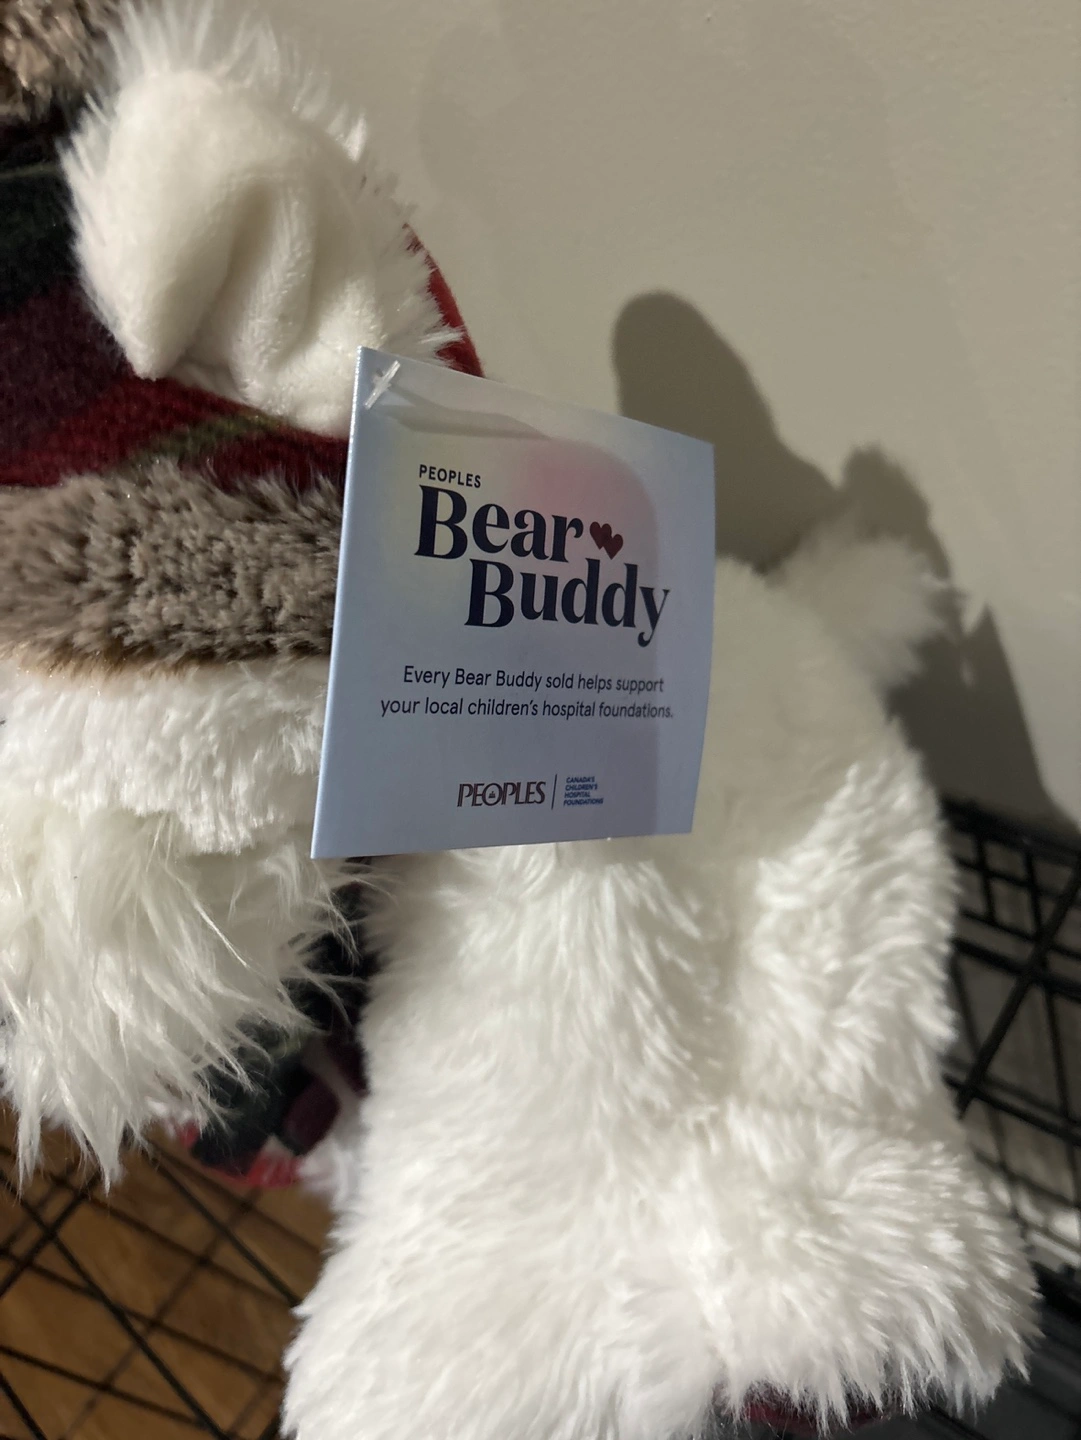 PEOPLES
Bear
Buddy
Every Bear Buddy sold helps support
your local children's hospital foundations.
PEOPLES
CANADA'S
CHILDREN'S
HOSPITAL
FOUNDATIONS